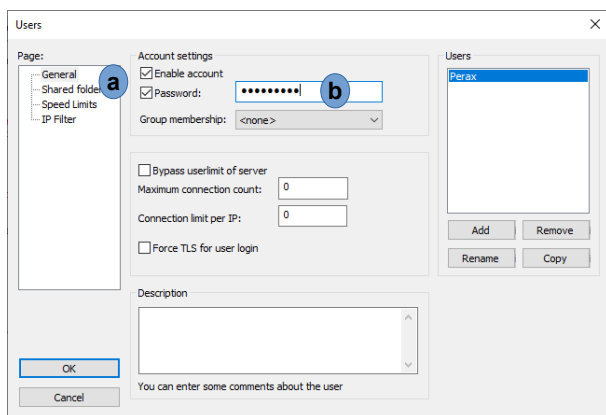 Users
Page:
General
Shared folde
Speed Limits
IP Filter
a
Account settings
Enable account
Password:
•••••••••
b
Group membership:
<none>
Bypass userlimit of server
Maximum connection count:
0
Connection limit per IP:
0
Force TLS for user login
Description
You can enter some comments about the user
Users
Perax
Add
Remove
Rename
Copy
OK
Cancel